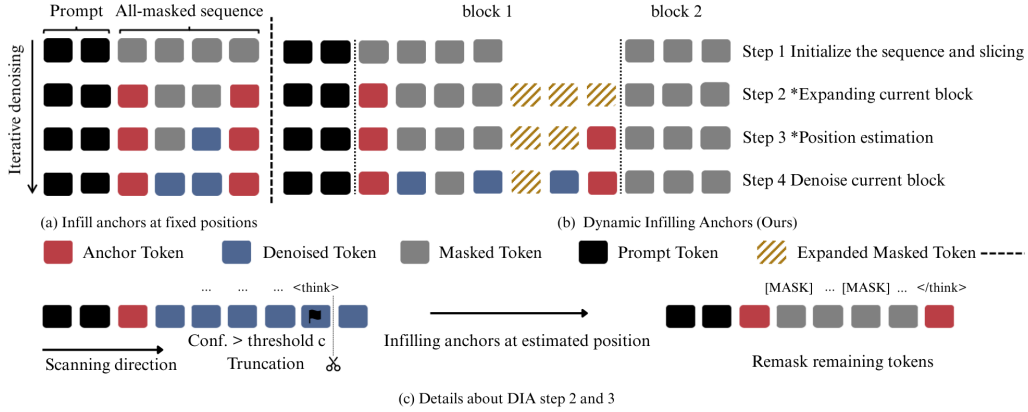 Prompt All-masked sequence block 1 block 2
Iterative denoising
Step 1 Initialize the sequence and slicing
Step 2 *Expanding current block
Step 3 *Position estimation
Step 4 Denoise current block
(a) Infill anchors at fixed positions (b) Dynamic Infilling Anchors (Ours)
Anchor Token Denoised Token Masked Token Prompt Token Expanded Masked Token
... ... ... <think> [MASK] ... [MASK] ... </think>
Conf. > threshold c Infilling anchors at estimated position
Scanning direction Truncation Remask remaining tokens
(c) Details about DIA step 2 and 3